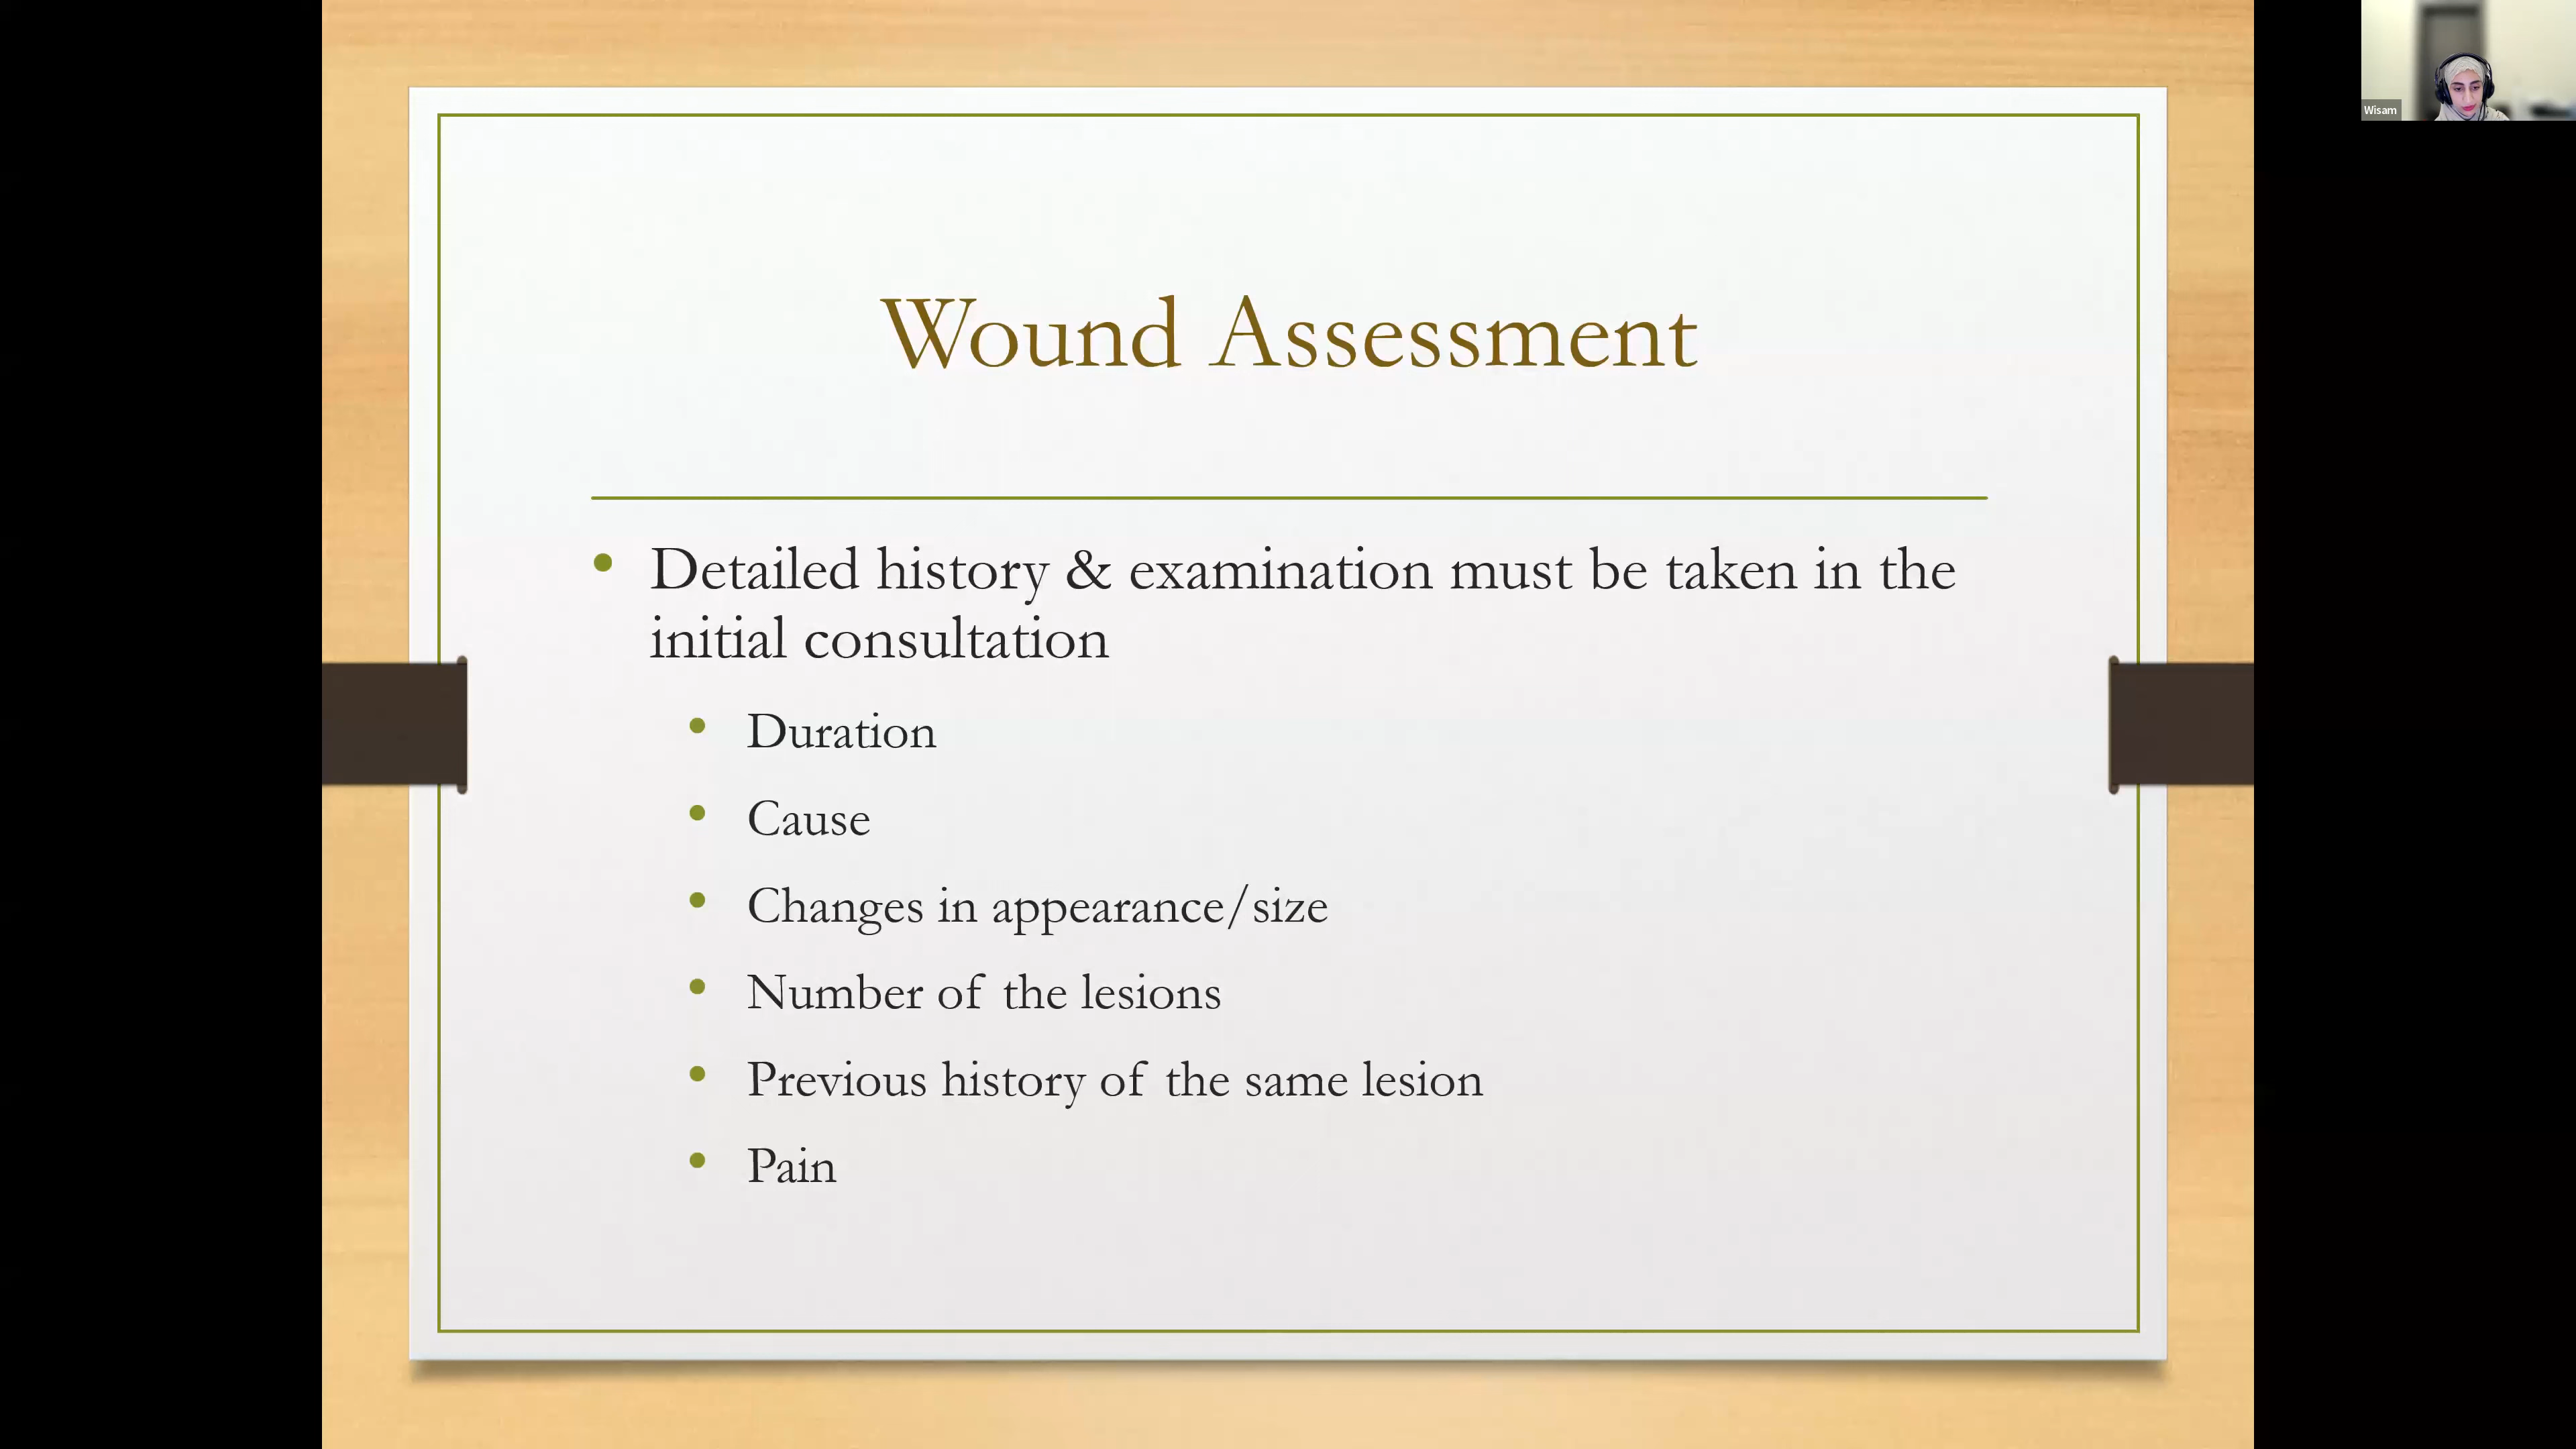 Wound Assessment
• Detailed history & examination must be taken in the
initial consultation
• Duration
• Cause
• Changes in appearance/size
• Number of the lesions
• Previous history of the same lesion
• Pain
Wisam